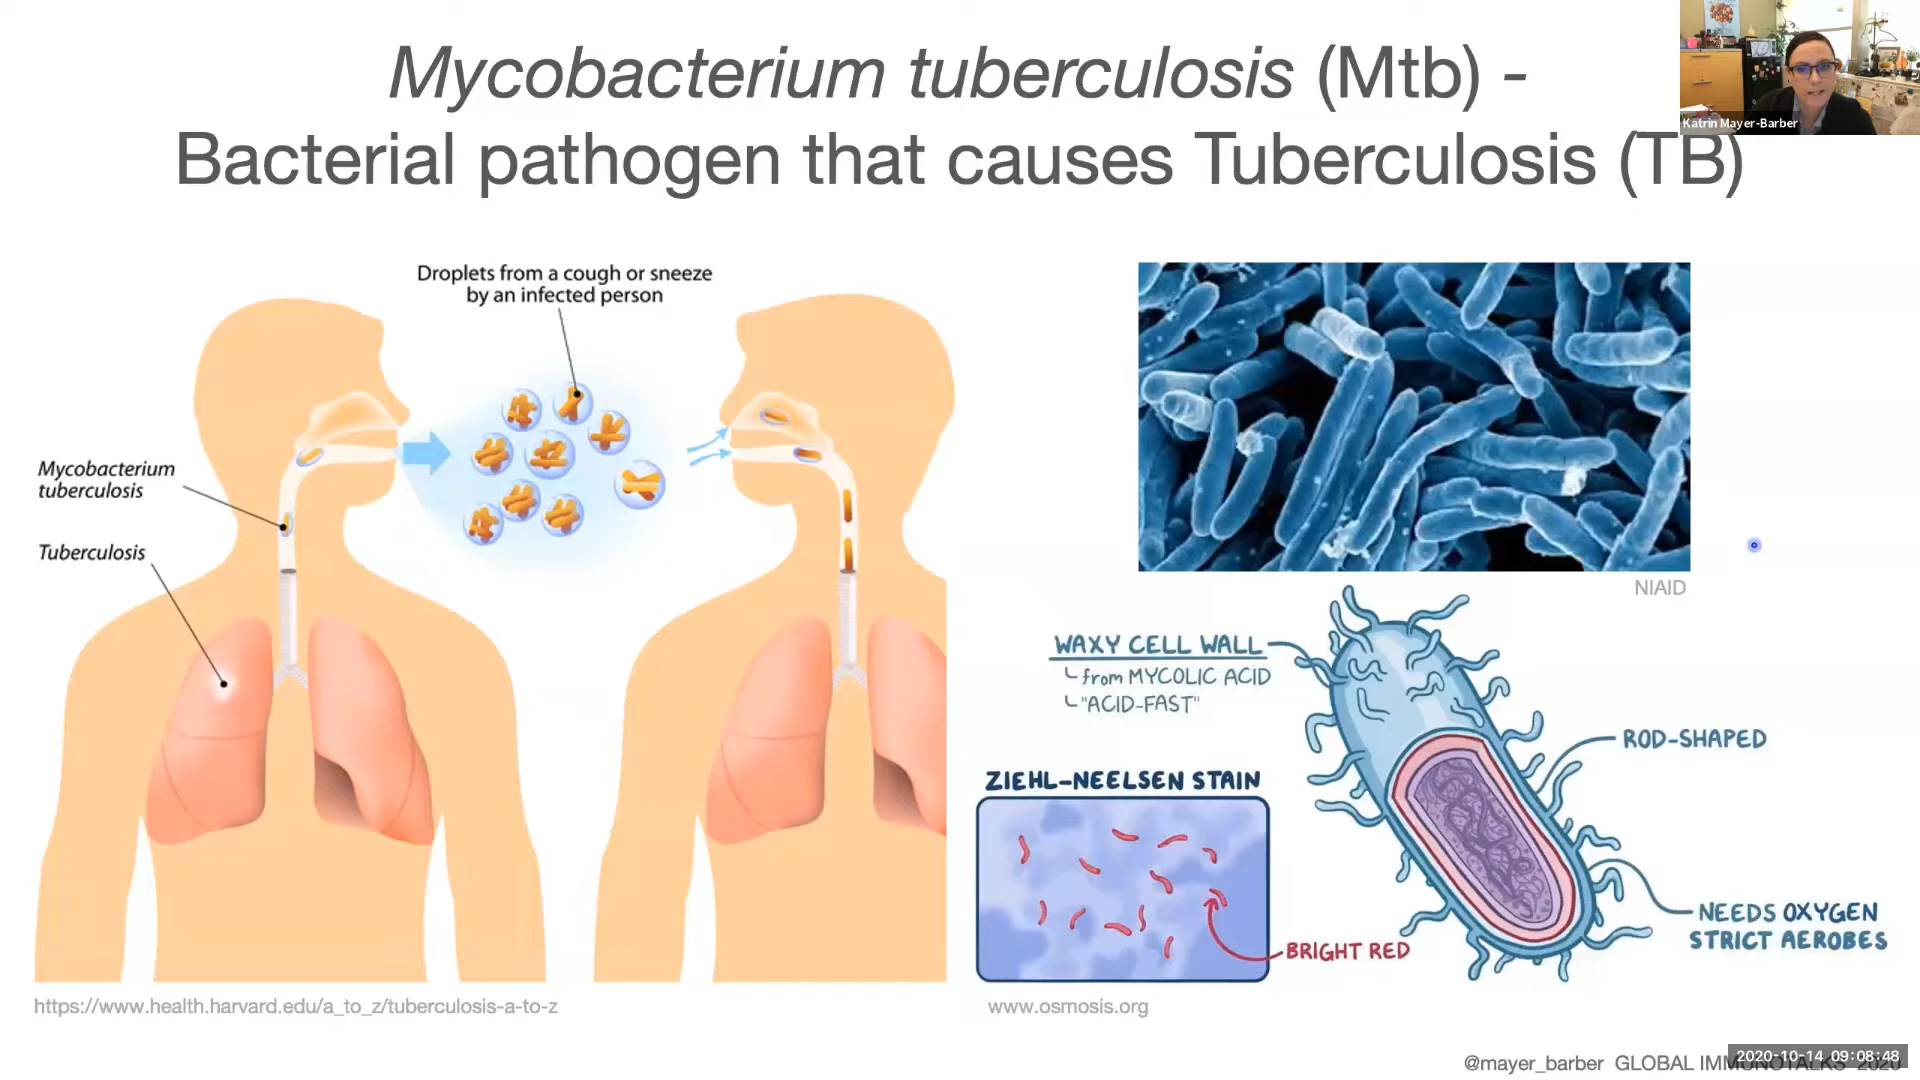 Mycobacterium tuberculosis (Mtb) -
Bacterial pathogen that causes Tuberculosis (TB)
Katrin Mayer-Barber
Droplets from a cough or sneeze
by an infected person
Mycobacterium
tuberculosis
Tuberculosis
NIAID
WAXY CELL WALL
from MYCOLIC ACID
"ACID-FAST"
ROD-SHAPED
ZIEHL-NEELSEN STAIN
BRIGHT RED
NEEDS OXYGEN
STRICT AEROBES
https://www.health.harvard.edu/a_to_z/tuberculosis-a-to-z
www.osmosis.org
2020-10-14 09:08:48
@mayer_barber GLOBAL IMMUNOTALKS 2020